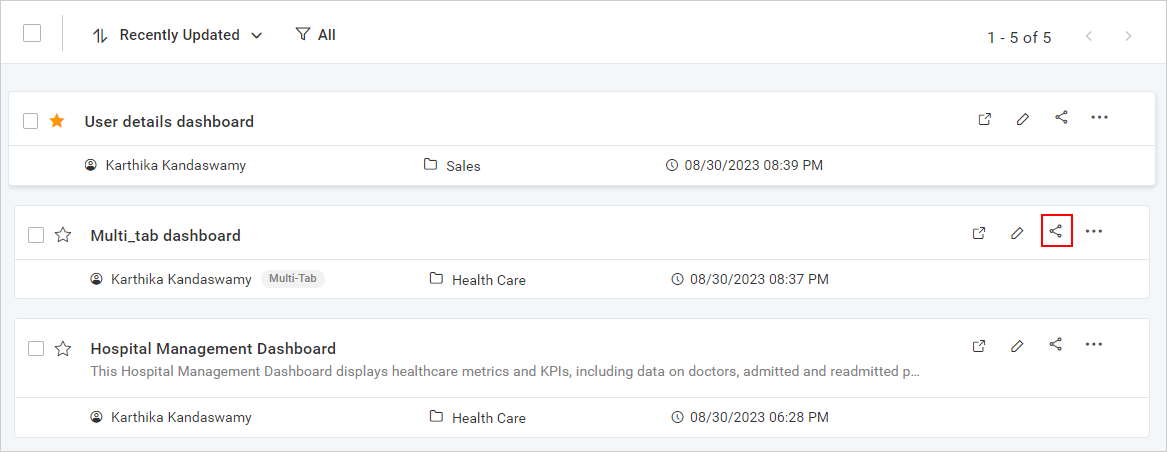 Recently Updated All 1 - 5 of 5
User details dashboard
Karthika Kandaswamy Sales 08/30/2023 08:39 PM
Multi_tab dashboard
Karthika Kandaswamy Multi-Tab Health Care 08/30/2023 08:37 PM
Hospital Management Dashboard
This Hospital Management Dashboard displays healthcare metrics and KPIs, including data on doctors, admitted and readmitted p...
Karthika Kandaswamy Health Care 08/30/2023 06:28 PM